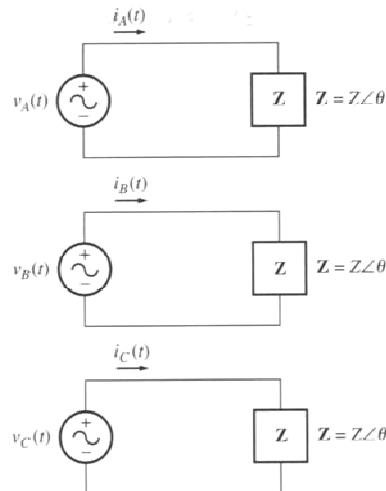 i_A(t)
+
v_A(t)
−
Z
Z = Z∠θ
i_B(t)
+
v_B(t)
−
Z
Z = Z∠θ
i_C(t)
+
v_C(t)
−
Z
Z = Z∠θ